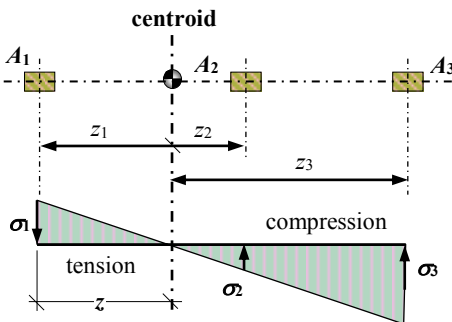 centroid
A1 A2 A3
z1 z2
z3
σ1 compression
tension σ2 σ3
z